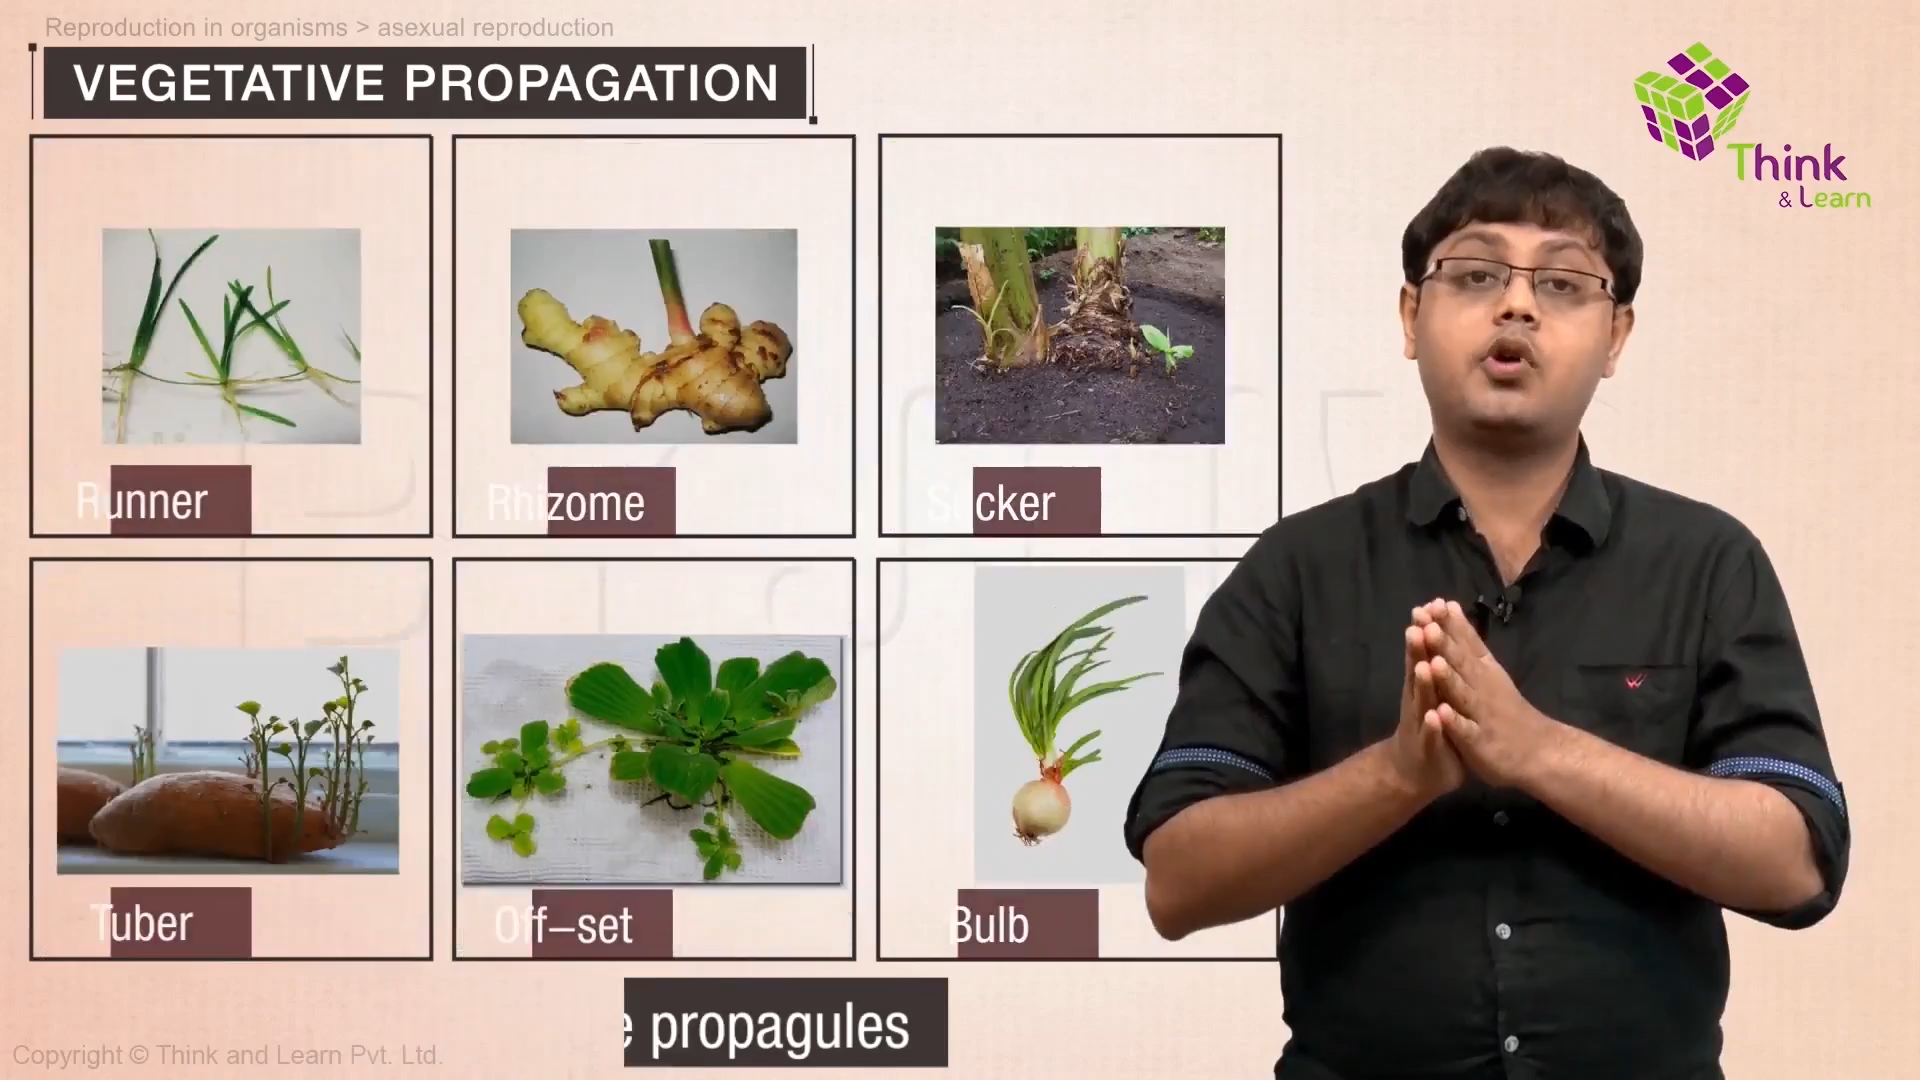 Reproduction in organisms > asexual reproduction
VEGETATIVE PROPAGATION
Think
& Learn
Runner
Rhizome
Sucker
Tuber
Off-set
Bulb
e propagules
Copyright © Think and Learn Pvt. Ltd.